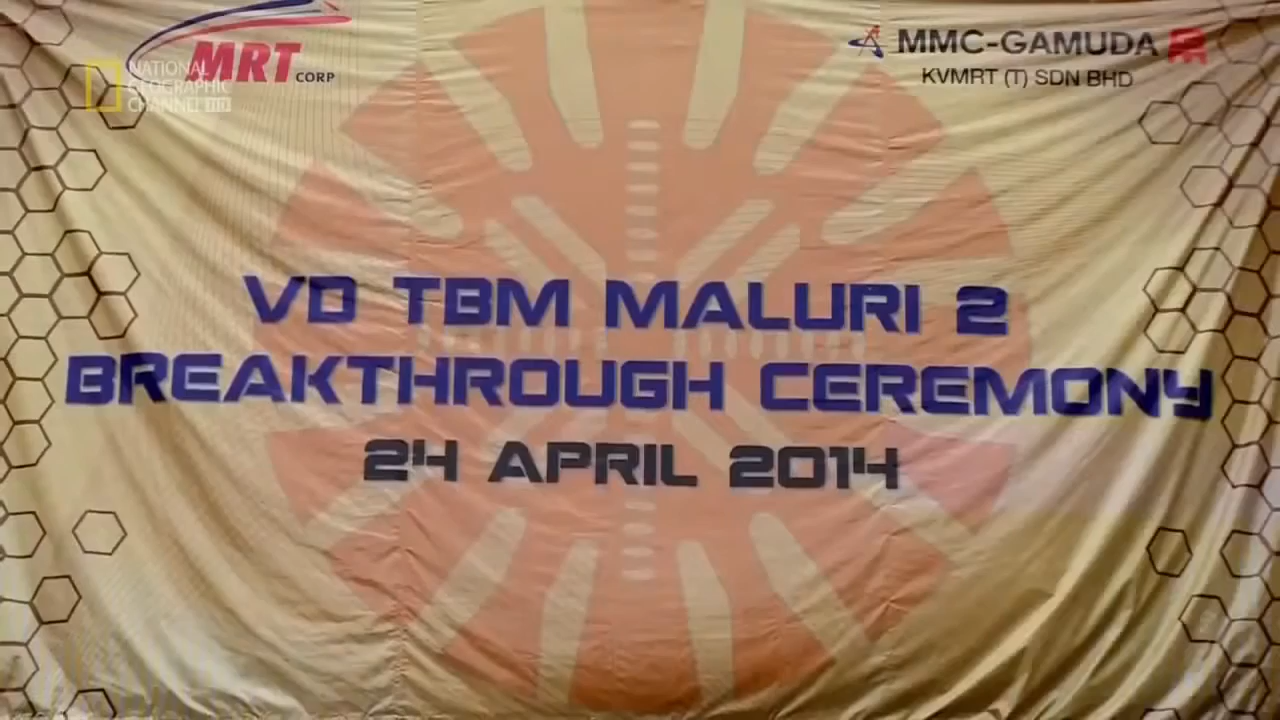 MRT CORP
NATIONAL
GEOGRAPHIC
CHANNEL HD
MMC-GAMUDA
KVMRT (T) SDN BHD
VD TBM MALURI 2
BREAKTHROUGH CEREMONY
24 APRIL 2014